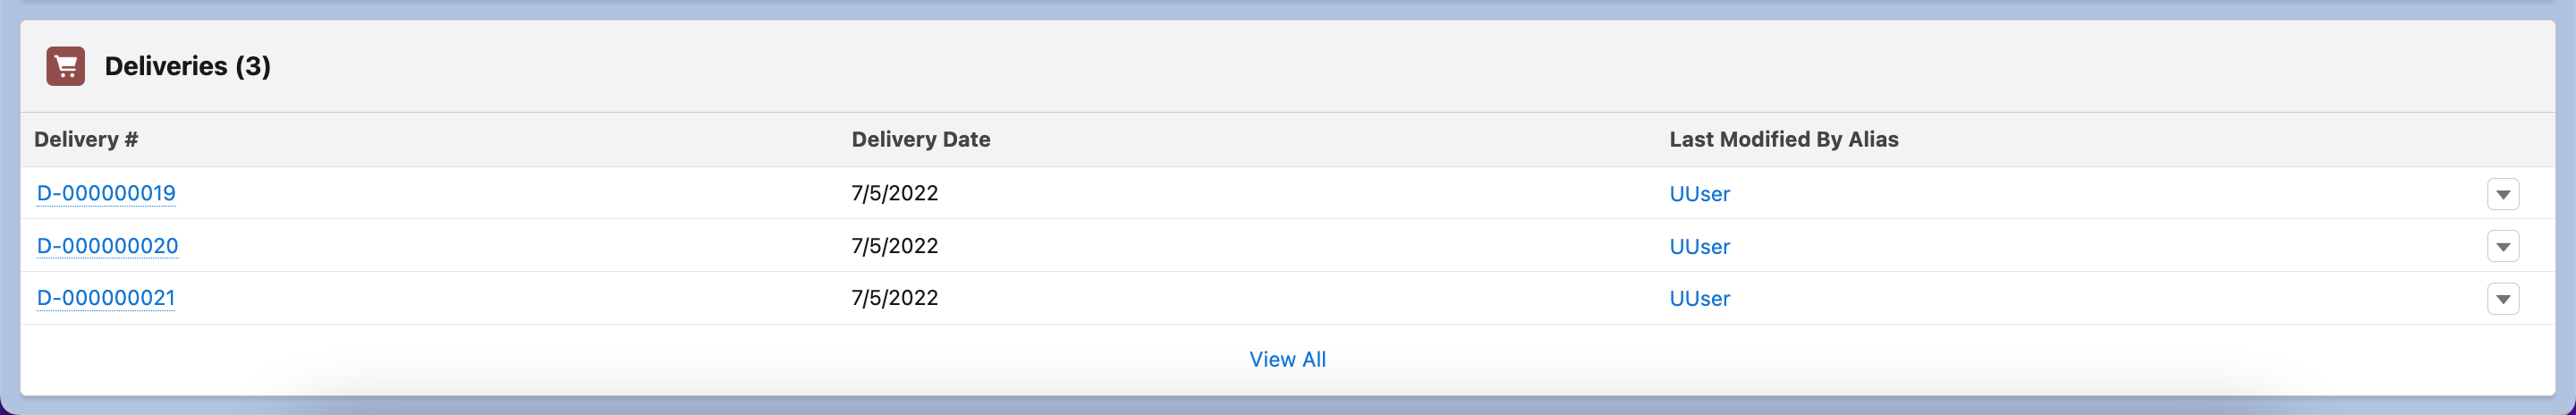 Deliveries (3)
Delivery # Delivery Date Last Modified By Alias
D-000000019 7/5/2022 UUser
D-000000020 7/5/2022 UUser
D-000000021 7/5/2022 UUser
View All